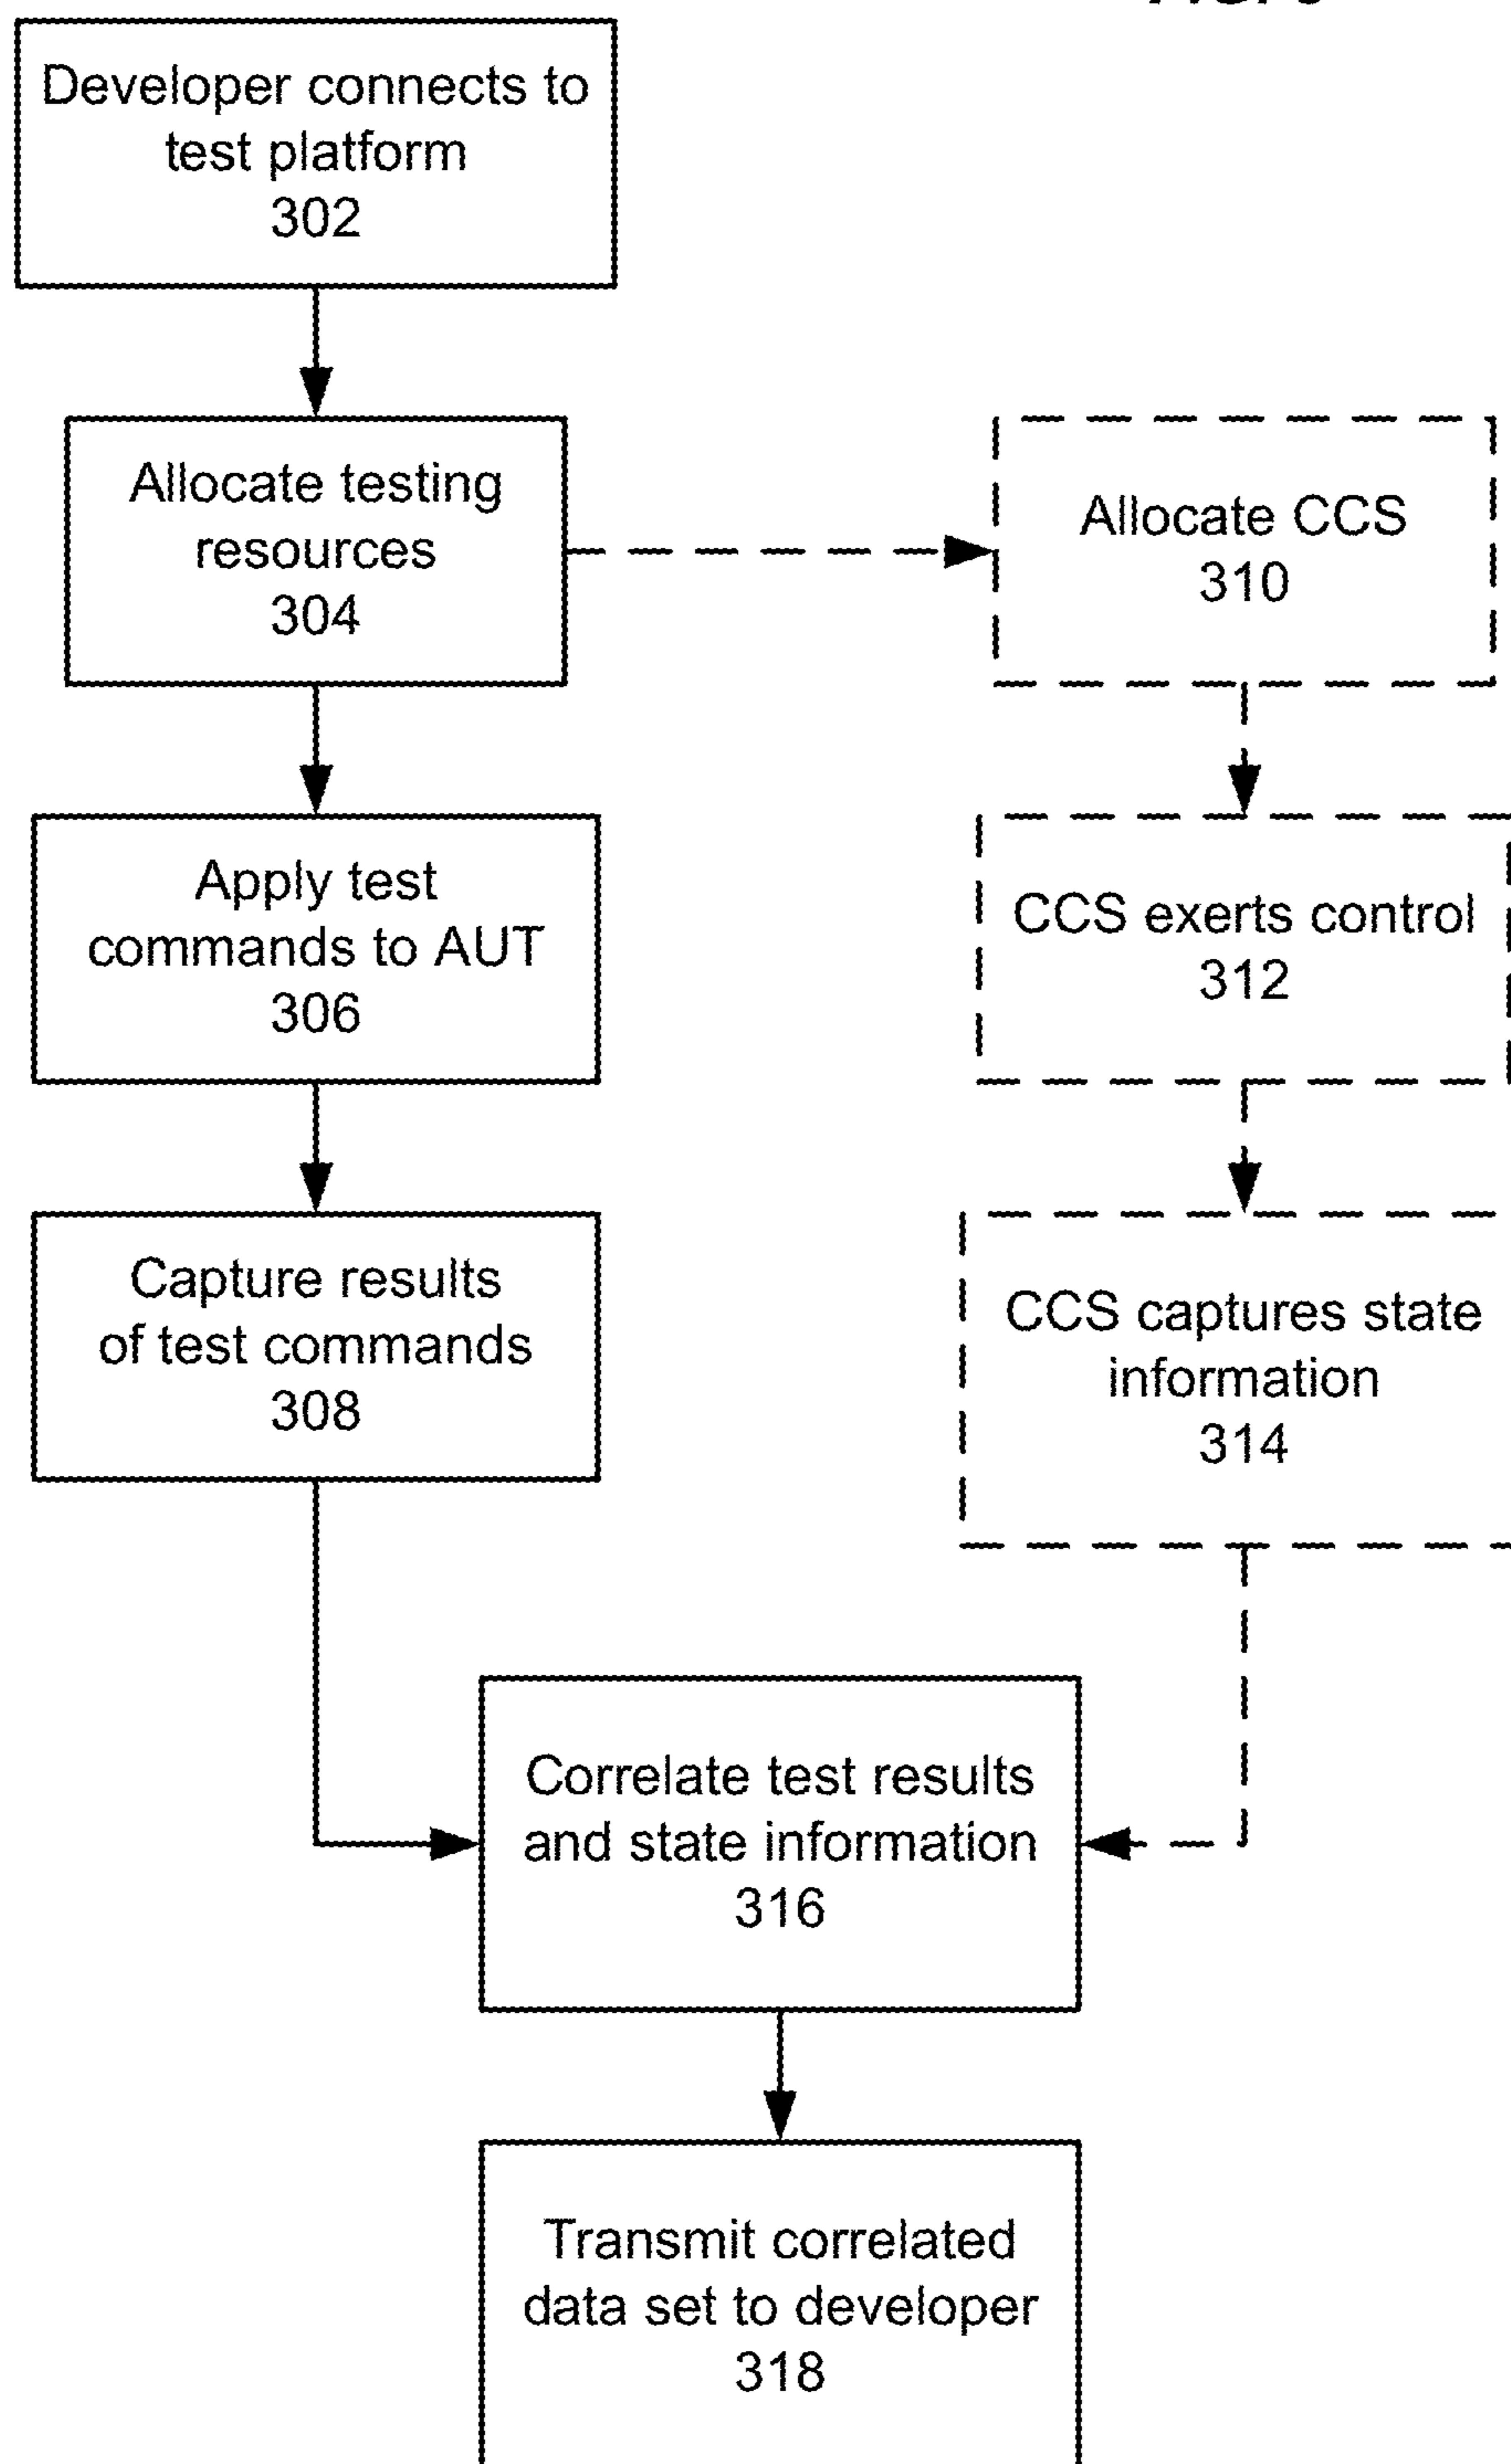 Developer connects to
test platform
302
Allocate testing
resources
304
Allocate CCS
310
Apply test
commands to AUT
306
CCS exerts control
312
Capture results
of test commands
308
CCS captures state
information
314
Correlate test results
and state information
316
Transmit correlated
data set to developer
318